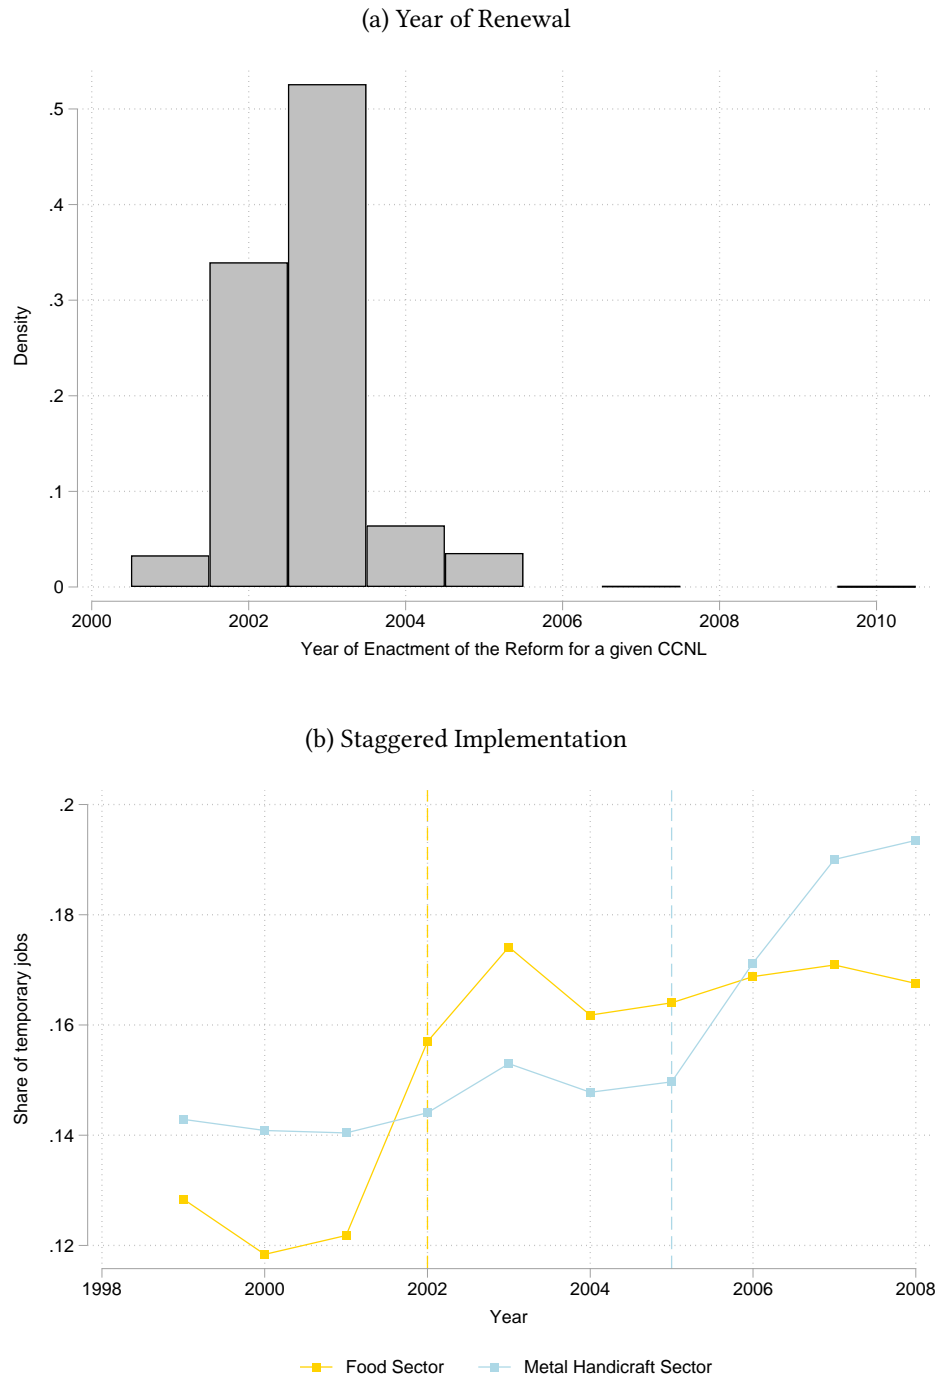 (a) Year of Renewal
.5
.4
.3
.2
.1
0
Density
2000 2002 2004 2006 2008 2010
Year of Enactment of the Reform for a given CCNL
(b) Staggered Implementation
.2
.18
.16
.14
.12
Share of temporary jobs
1998 2000 2002 2004 2006 2008
Year
Food Sector Metal Handicraft Sector